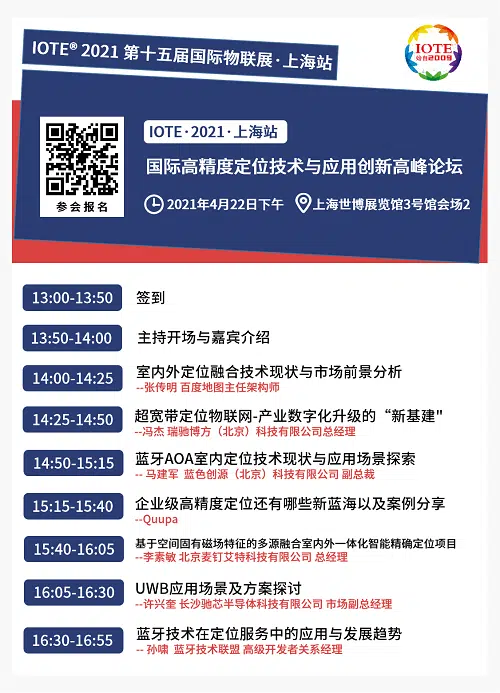 IOTE® 2021 第十五届国际物联展·上海站
IOTE
始自2009
IOTE·2021·上海站
国际高精度定位技术与应用创新高峰论坛
参会报名
2021年4月22日下午
上海世博展览馆3号馆会场2
13:00-13:50 签到
13:50-14:00 主持开场与嘉宾介绍
14:00-14:25 室内外定位融合技术现状与市场前景分析
--张传明 百度地图主任架构师
14:25-14:50 超宽带定位物联网-产业数字化升级的“新基建"
--冯杰 瑞驰博方（北京）科技有限公司总经理
14:50-15:15 蓝牙AOA室内定位技术现状与应用场景探索
-- 马建军 蓝色创源（北京）科技有限公司 副总裁
15:15-15:40 企业级高精度定位还有哪些新蓝海以及案例分享
--Quupa
15:40-16:05 基于空间固有磁场特征的多源融合室内外一体化智能精确定位项目
--李素敏 北京麦钉艾特科技有限公司 总经理
16:05-16:30 UWB应用场景及方案探讨
--许兴奎 长沙驰芯半导体科技有限公司 市场副总经理
16:30-16:55 蓝牙技术在定位服务中的应用与发展趋势
-- 孙啸 蓝牙技术联盟 高级开发者关系经理